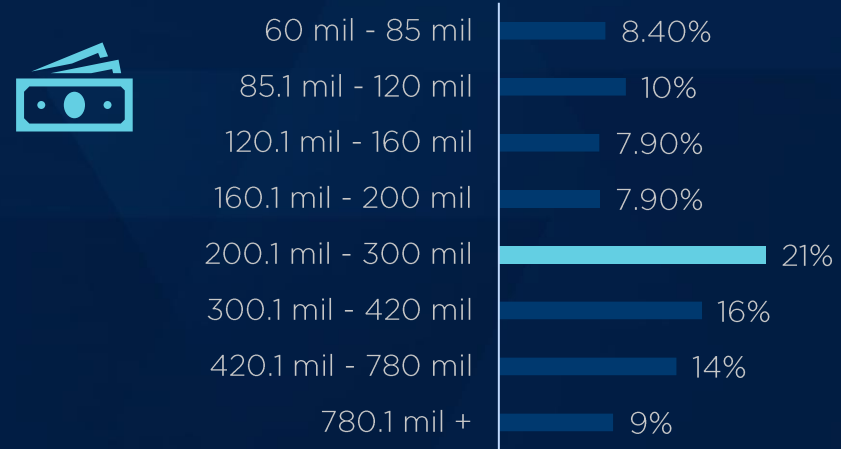 60 mil - 85 mil 8.40%
85.1 mil - 120 mil 10%
120.1 mil - 160 mil 7.90%
160.1 mil - 200 mil 7.90%
200.1 mil - 300 mil 21%
300.1 mil - 420 mil 16%
420.1 mil - 780 mil 14%
780.1 mil + 9%